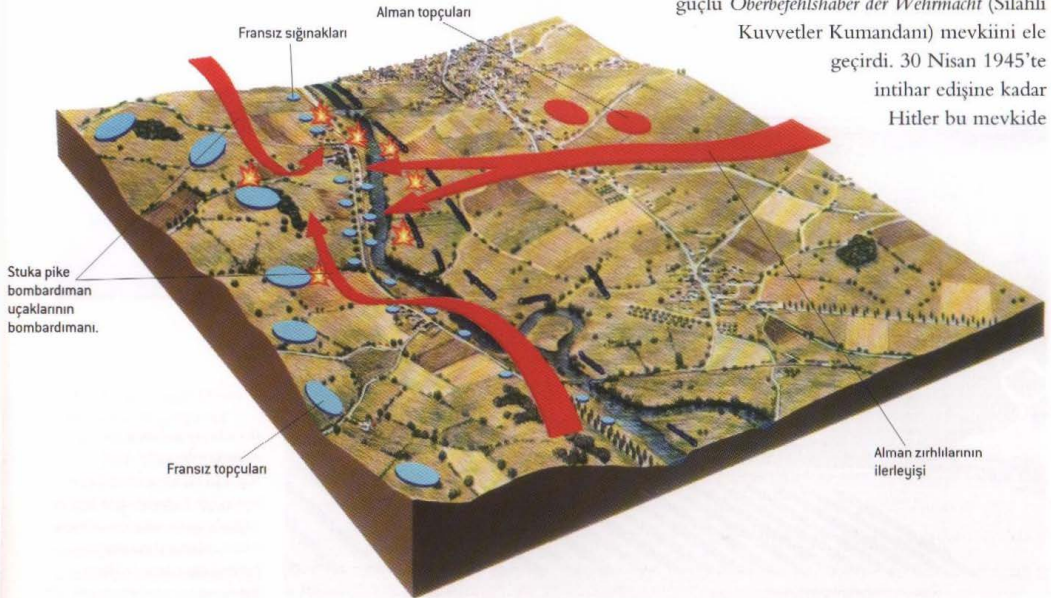 güçlü Oberbefehlshaber der Wehrmacht (Silahlı
Kuvvetler Kumandanı) mevkiini ele
geçirdi. 30 Nisan 1945’te
intihar edişine kadar
Hitler bu mevkide
Alman topçuları
Fransız sığınakları
Stuka pike
bombardıman
uçaklarının
bombardımanı.
Fransız topçuları
Alman zırhlılarının
ilerleyişi